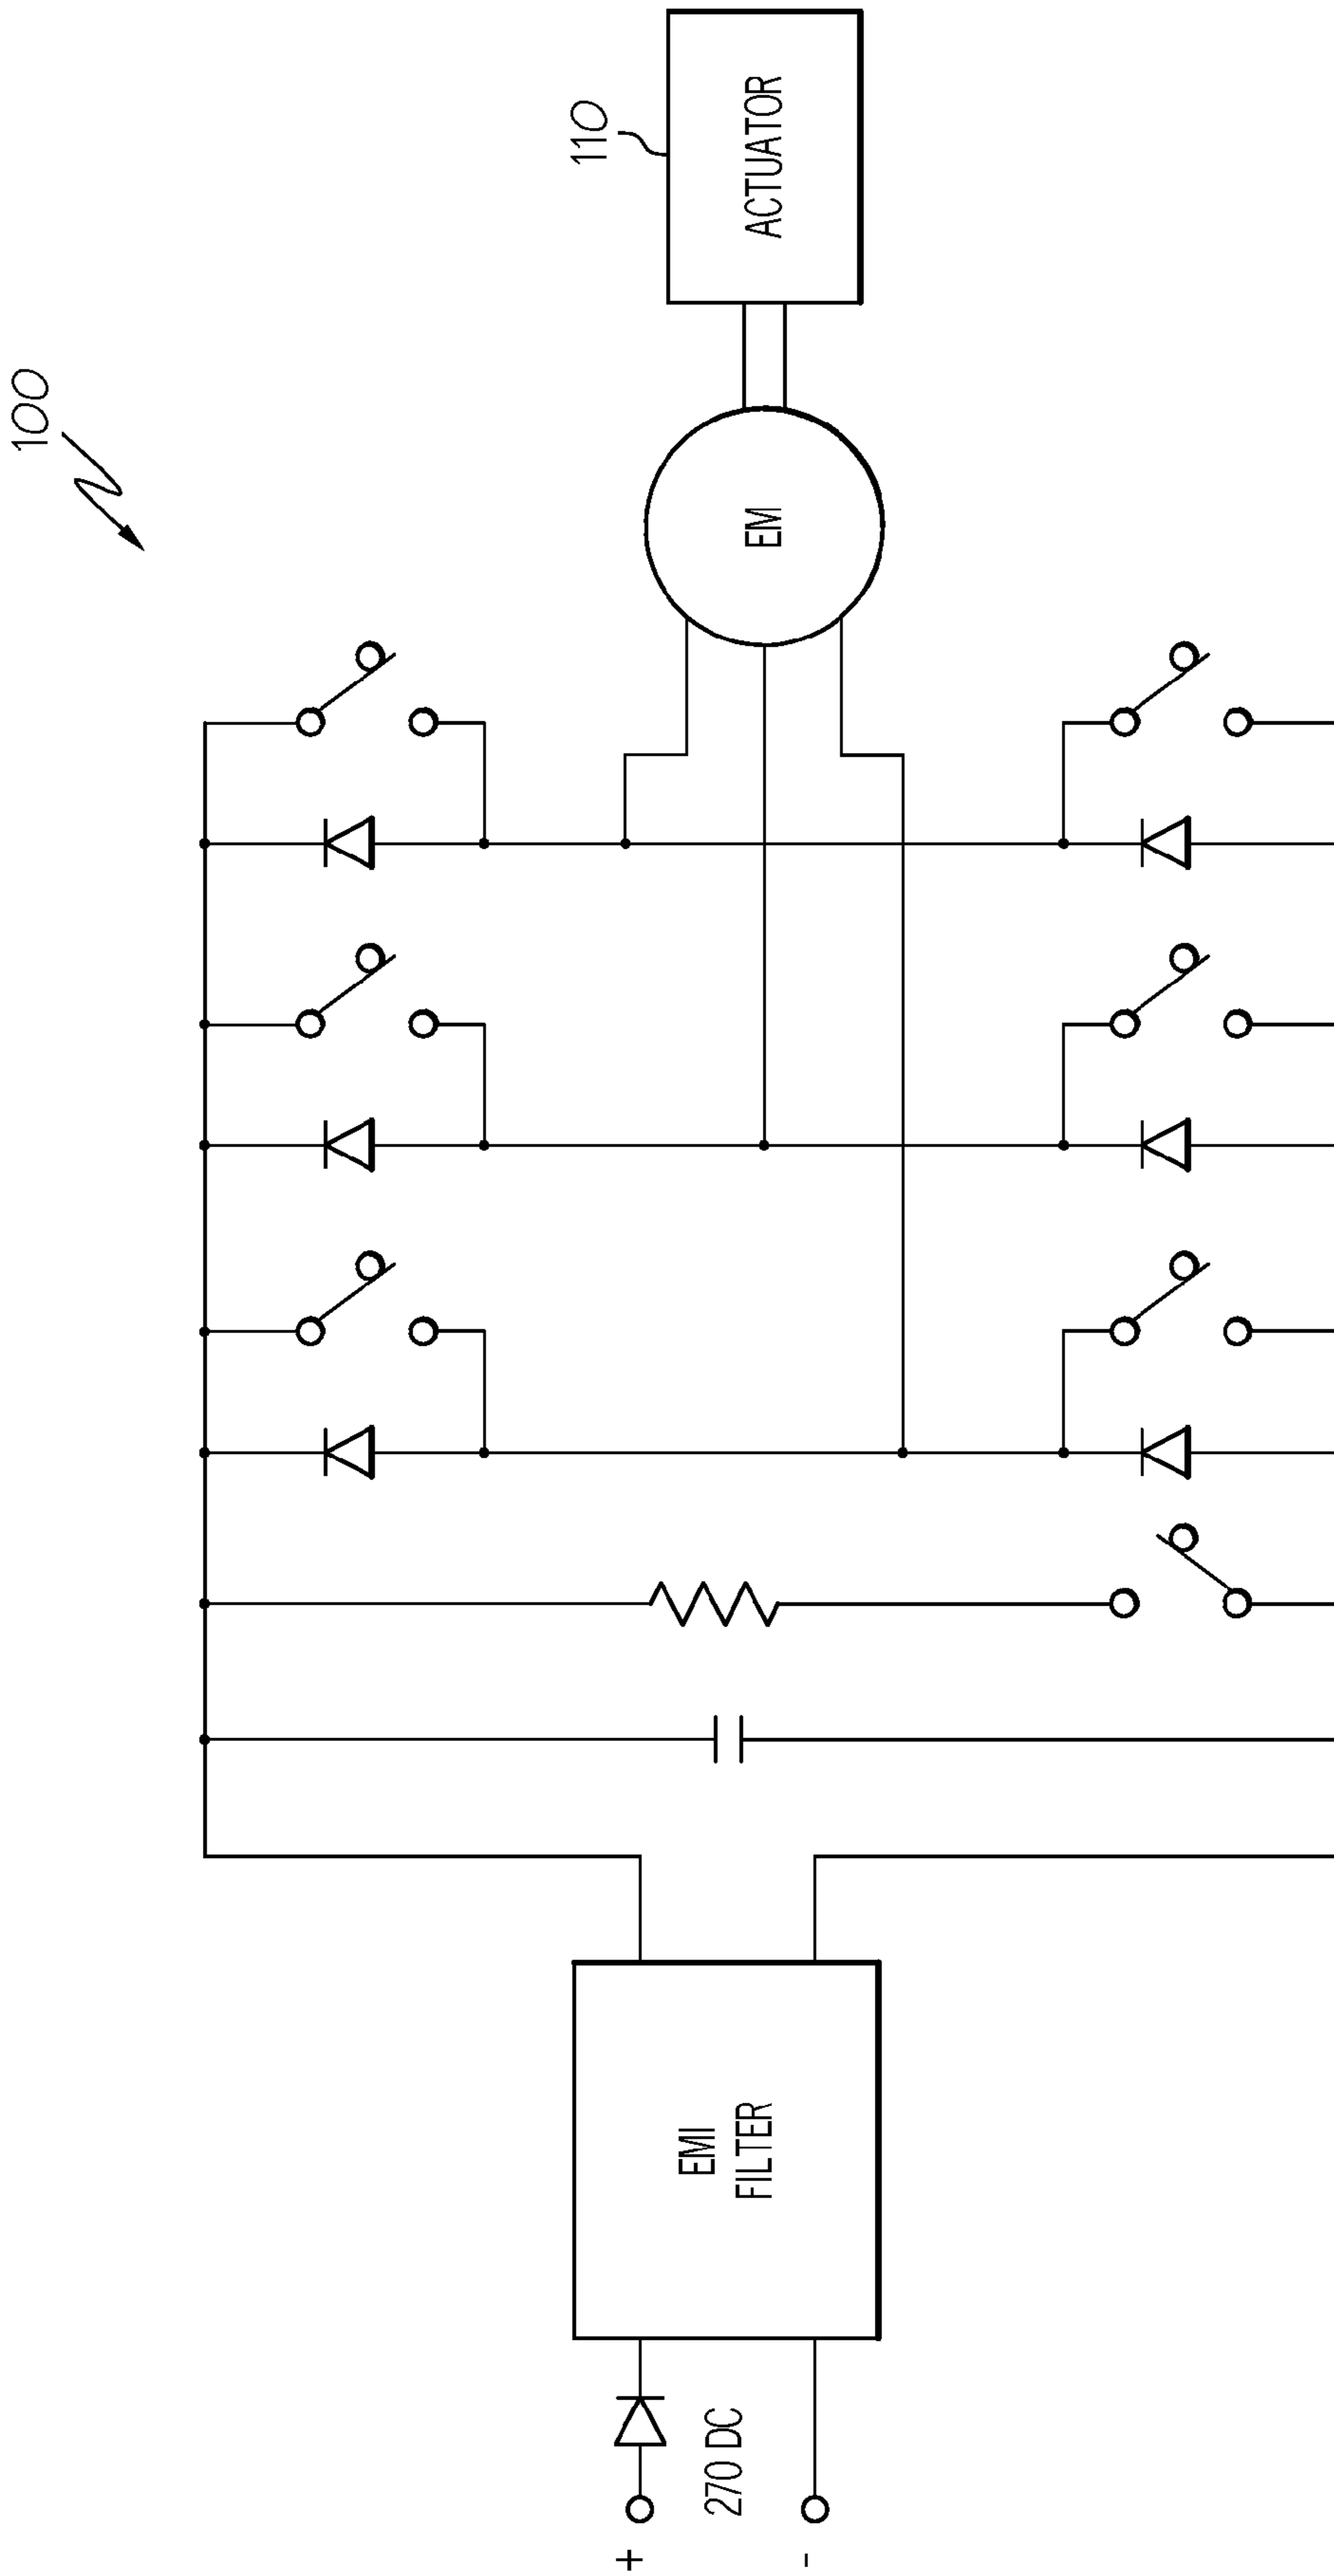 100
110
ACTUATOR
EM
EMI
FILTER
+
270 DC
-